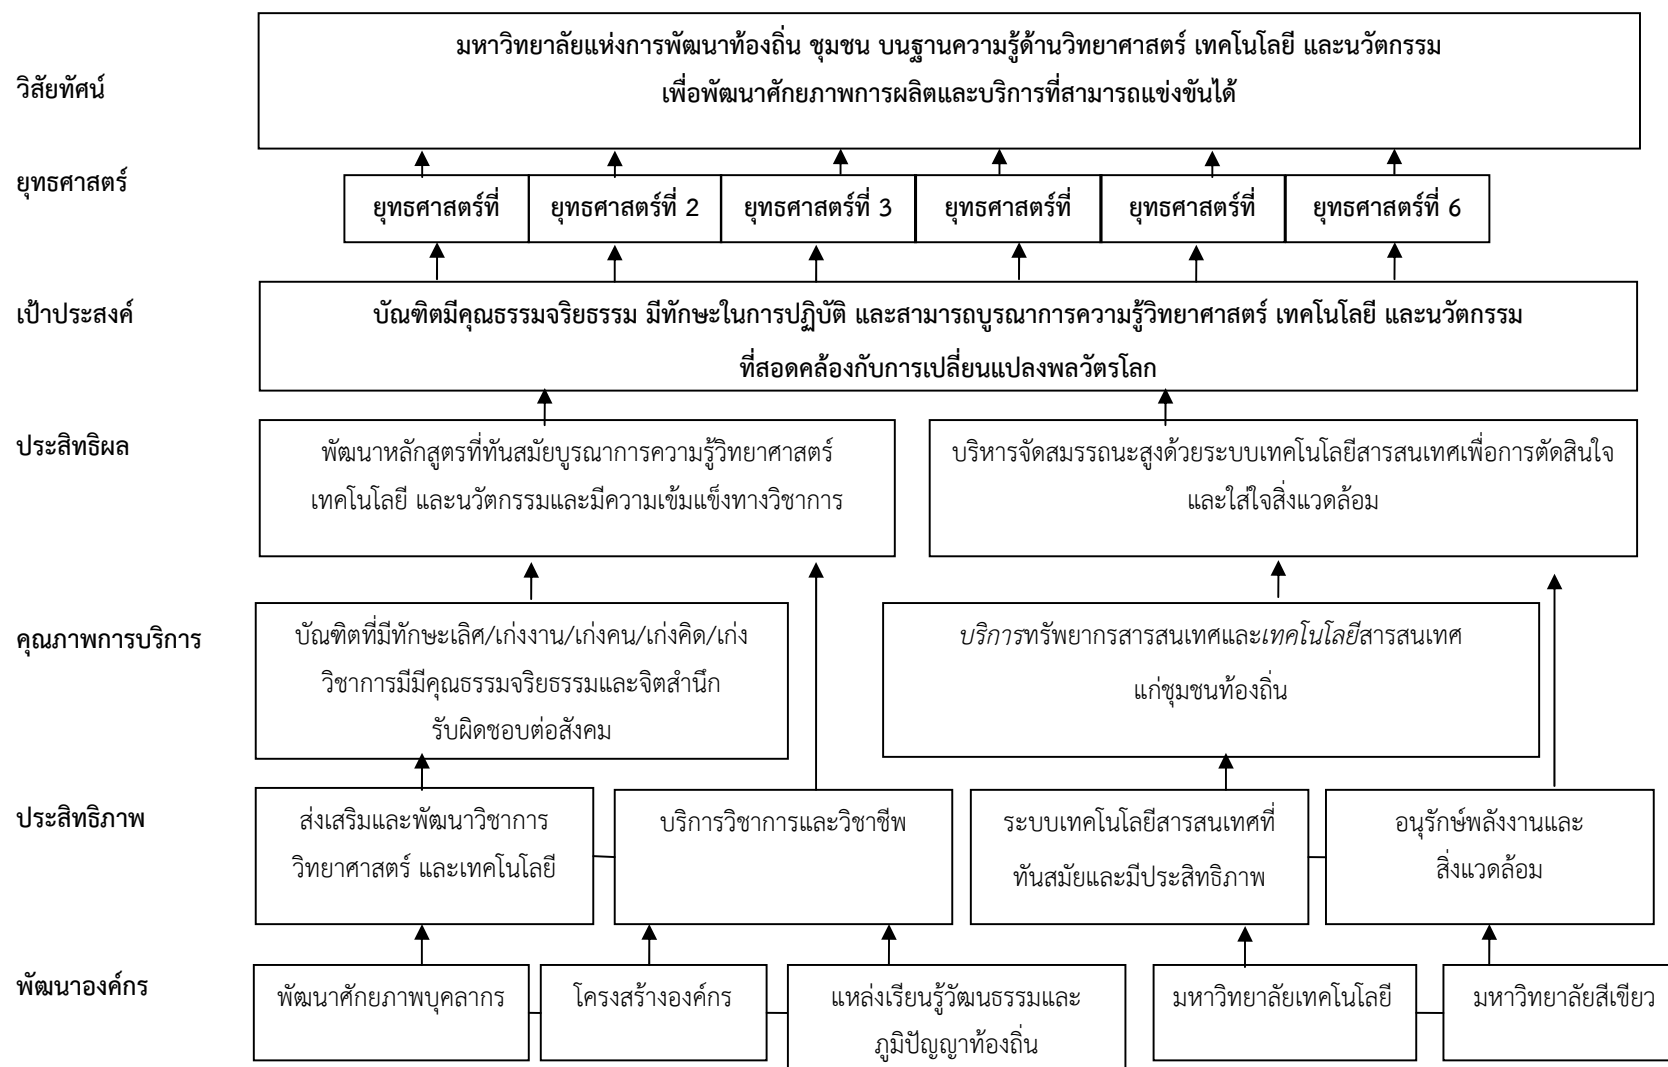 วิสัยทัศน์
มหาวิทยาลัยแห่งการพัฒนาท้องถิ่น ชุมชน บนฐานความรู้ด้านวิทยาศาสตร์ เทคโนโลยี และนวัตกรรม
เพื่อพัฒนาศักยภาพการผลิตและบริการที่สามารถแข่งขันได้
ยุทธศาสตร์
ยุทธศาสตร์ที่
ยุทธศาสตร์ที่ 2
ยุทธศาสตร์ที่ 3
ยุทธศาสตร์ที่
ยุทธศาสตร์ที่
ยุทธศาสตร์ที่ 6
เป้าประสงค์
บัณฑิตมีคุณธรรมจริยธรรม มีทักษะในการปฏิบัติ และสามารถบูรณาการความรู้วิทยาศาสตร์ เทคโนโลยี และนวัตกรรม
ที่สอดคล้องกับการเปลี่ยนแปลงพลวัตรโลก
ประสิทธิผล
พัฒนาหลักสูตรที่ทันสมัยบูรณาการความรู้วิทยาศาสตร์
เทคโนโลยี และนวัตกรรมและมีความเข้มแข็งทางวิชาการ
บริหารจัดสมรรถนะสูงด้วยระบบเทคโนโลยีสารสนเทศเพื่อการตัดสินใจ
และใส่ใจสิ่งแวดล้อม
คุณภาพการบริการ
บัณฑิตที่มีทักษะเลิศ/เก่งงาน/เก่งคน/เก่งคิด/เก่ง
วิชาการมีมีคุณธรรมจริยธรรมและจิตสำนึก
รับผิดชอบต่อสังคม
บริการทรัพยากรสารสนเทศและเทคโนโลยีสารสนเทศ
แก่ชุมชนท้องถิ่น
ประสิทธิภาพ
ส่งเสริมและพัฒนาวิชาการ
วิทยาศาสตร์ และเทคโนโลยี
บริการวิชาการและวิชาชีพ
ระบบเทคโนโลยีสารสนเทศที่
ทันสมัยและมีประสิทธิภาพ
อนุรักษ์พลังงานและ
สิ่งแวดล้อม
พัฒนาองค์กร
พัฒนาศักยภาพบุคลากร
โครงสร้างองค์กร
แหล่งเรียนรู้วัฒนธรรมและ
ภูมิปัญญาท้องถิ่น
มหาวิทยาลัยเทคโนโลยี
มหาวิทยาลัยสีเขียว